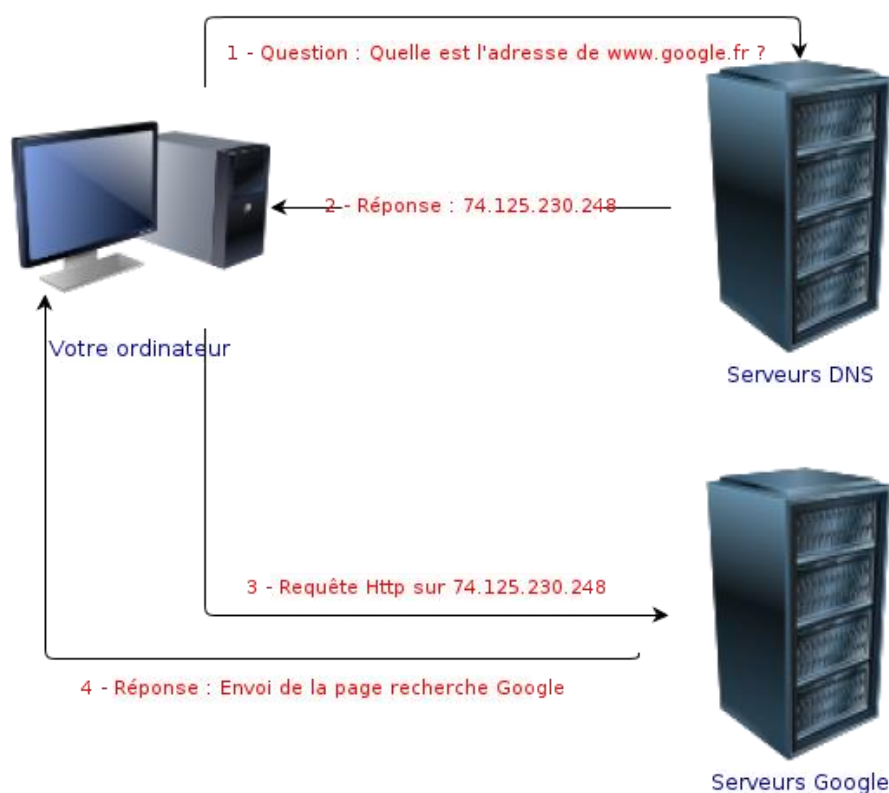 1 - Question : Quelle est l'adresse de www.google.fr ?
2 - Réponse : 74.125.230.248
Votre ordinateur
Serveurs DNS
3 - Requête Http sur 74.125.230.248
4 - Réponse : Envoi de la page recherche Google
Serveurs Google